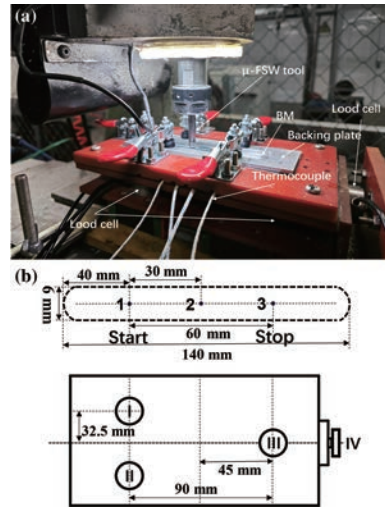 (a)
μ-FSW tool
Lood cell
BM
Backing plate
Thermocouple
Lood cell
(b)
40 mm
30 mm
6 mm
1
2
3
Start
60 mm
Stop
140 mm
I
32.5 mm
III
IV
II
45 mm
90 mm